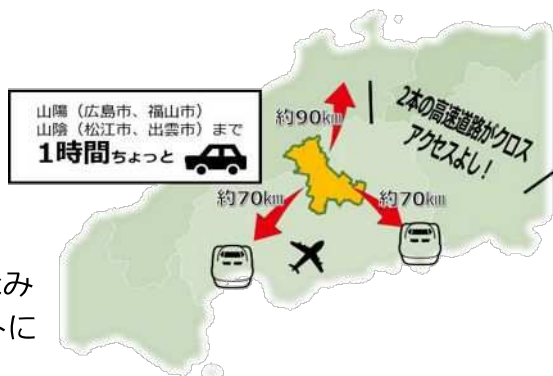 山陽（広島市、福山市）
山陰（松江市、出雲市）まで
1時間ちょっと
約90km
2本の高速道路がクロス
アクセスよし！
約70km
約70km
み
に